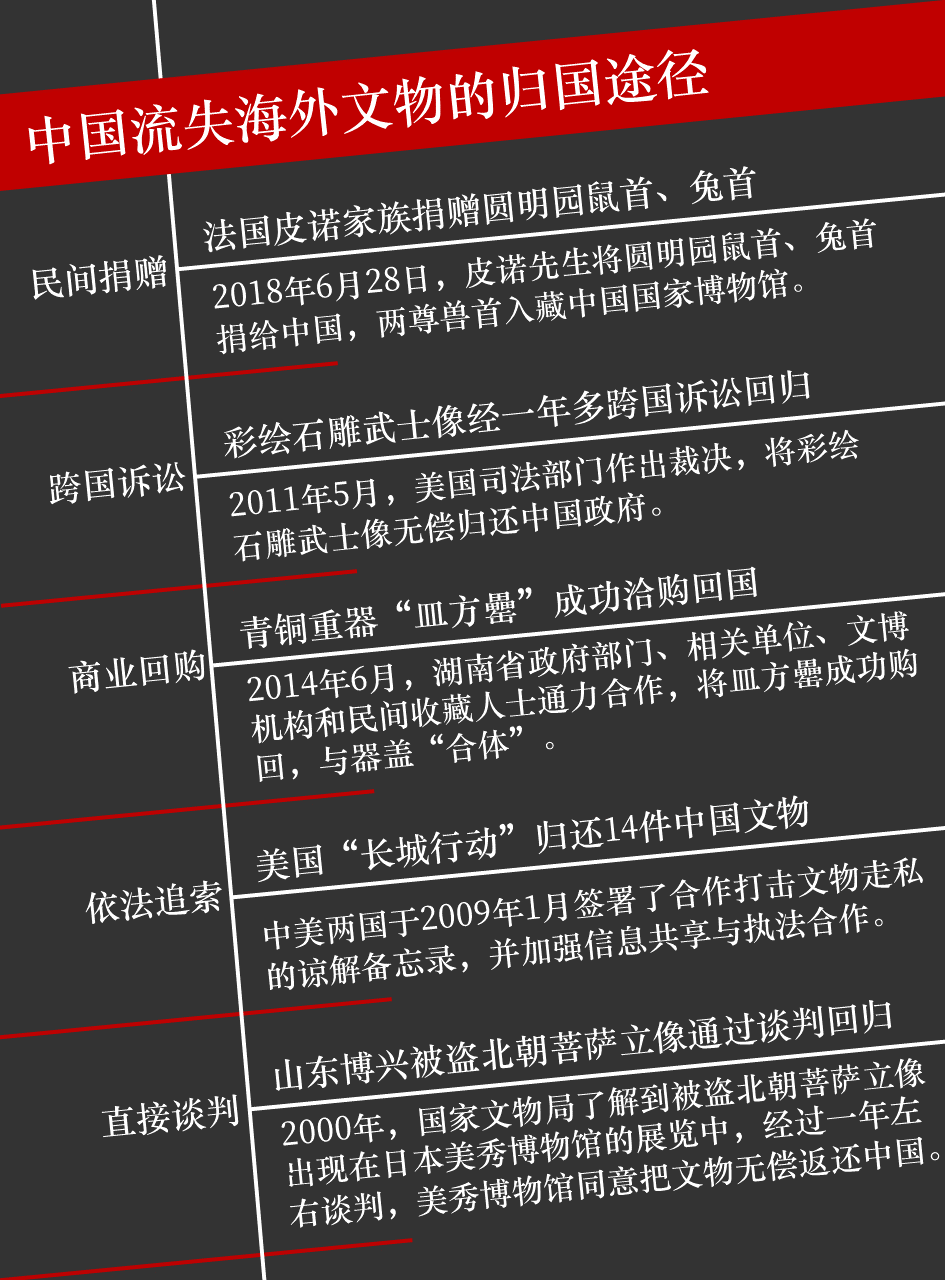 中国流失海外文物的归国途径
民间捐赠
法国皮诺家族捐赠圆明园鼠首、兔首
2018年6月28日，皮诺先生将圆明园鼠首、兔首
捐给中国，两尊兽首入藏中国国家博物馆。
跨国诉讼
彩绘石雕武士像经一年多跨国诉讼回归
2011年5月，美国司法部门作出裁决，将彩绘
石雕武士像无偿归还中国政府。
商业回购
青铜重器“皿方罍”成功洽购回国
2014年6月，湖南省政府部门、相关单位、文博
机构和民间收藏人士通力合作，将皿方罍成功购
回，与器盖“合体”。
依法追索
美国“长城行动”归还14件中国文物
中美两国于2009年1月签署了合作打击文物走私
的谅解备忘录，并加强信息共享与执法合作。
直接谈判
山东博兴被盗北朝菩萨立像通过谈判回归
2000年，国家文物局了解到被盗北朝菩萨立像
出现在日本美秀博物馆的展览中，经过一年左
右谈判，美秀博物馆同意把文物无偿返还中国。